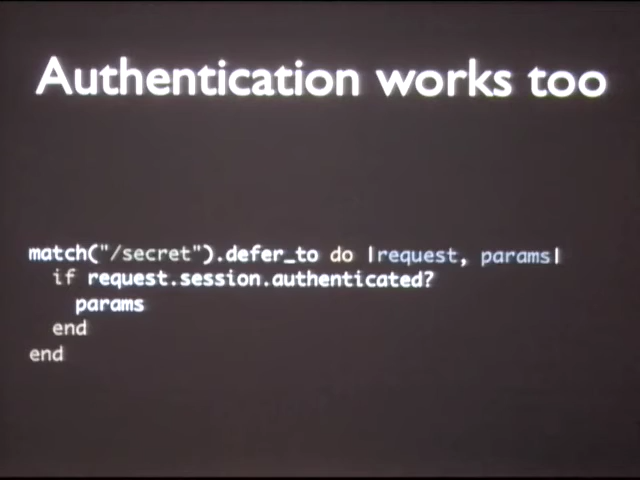 Authentication works too
match("/secret").defer_to do |request, params|
if request.session.authenticated?
params
end
end